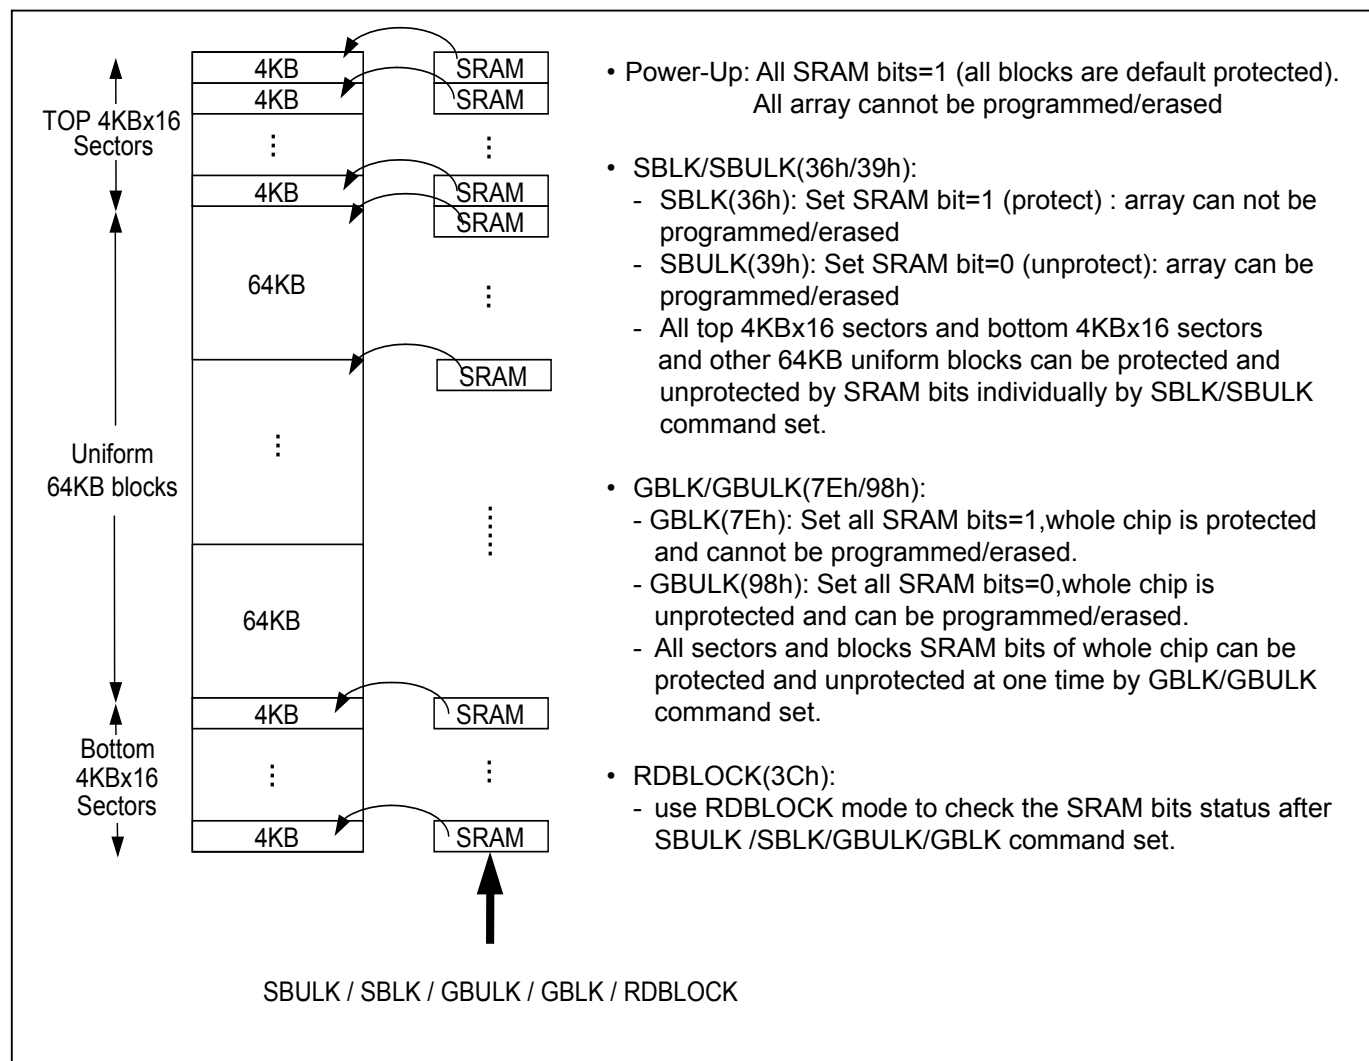 4KB
SRAM
4KB
SRAM
TOP 4KBx16
Sectors
⋮
⋮
4KB
SRAM
SRAM
64KB
⋮
SRAM
Uniform
64KB blocks
⋮
64KB
4KB
SRAM
Bottom
4KBx16
Sectors
⋮
⋮
4KB
SRAM
SBULK / SBLK / GBULK / GBLK / RDBLOCK
• Power-Up: All SRAM bits=1 (all blocks are default protected).
All array cannot be programmed/erased
• SBLK/SBULK(36h/39h):
- SBLK(36h): Set SRAM bit=1 (protect) : array can not be
programmed/erased
- SBULK(39h): Set SRAM bit=0 (unprotect): array can be
programmed/erased
- All top 4KBx16 sectors and bottom 4KBx16 sectors
and other 64KB uniform blocks can be protected and
unprotected by SRAM bits individually by SBLK/SBULK
command set.
• GBLK/GBULK(7Eh/98h):
- GBLK(7Eh): Set all SRAM bits=1,whole chip is protected
and cannot be programmed/erased.
- GBULK(98h): Set all SRAM bits=0,whole chip is
unprotected and can be programmed/erased.
- All sectors and blocks SRAM bits of whole chip can be
protected and unprotected at one time by GBLK/GBULK
command set.
• RDBLOCK(3Ch):
- use RDBLOCK mode to check the SRAM bits status after
SBULK /SBLK/GBULK/GBLK command set.